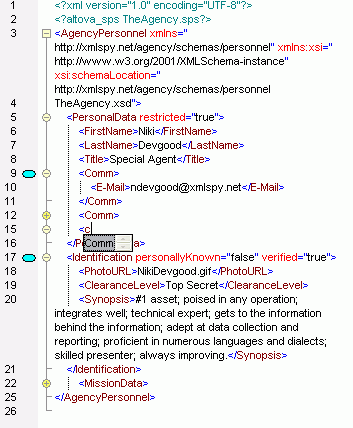 1 <?xml version="1.0" encoding="UTF-8"?>
2 <?altova_sps TheAgency.sps?>
3 <AgencyPersonnel xmlns="
http://xmlspy.net/agency/schemas/personnel" xmlns:xsi="
http://www.w3.org/2001/XMLSchema-instance"
xsi:schemaLocation="
http://xmlspy.net/agency/schemas/personnel
4 TheAgency.xsd">
5 <PersonalData restricted="true">
6 <FirstName>Niki</FirstName>
7 <LastName>Devgood</LastName>
8 <Title>Special Agent</Title>
9 <Comm>
10 <E-Mail>ndevgood@xmlspy.net</E-Mail>
11 </Comm>
12 <Comm>
15 <c
16 </P Comm a>
17 <Identification personallyKnown="false" verified="true">
18 <PhotoURL>NikiDevgood.gif</PhotoURL>
19 <ClearanceLevel>Top Secret</ClearanceLevel>
20 <Synopsis>#1 asset; poised in any operation;
integrates well; technical expert; gets to the information
behind the information; adept at data collection and
reporting; proficient in numerous languages and dialects;
skilled presenter; always improving.</Synopsis>
21 </Identification>
22 <MissionData>
25 </AgencyPersonnel>
26